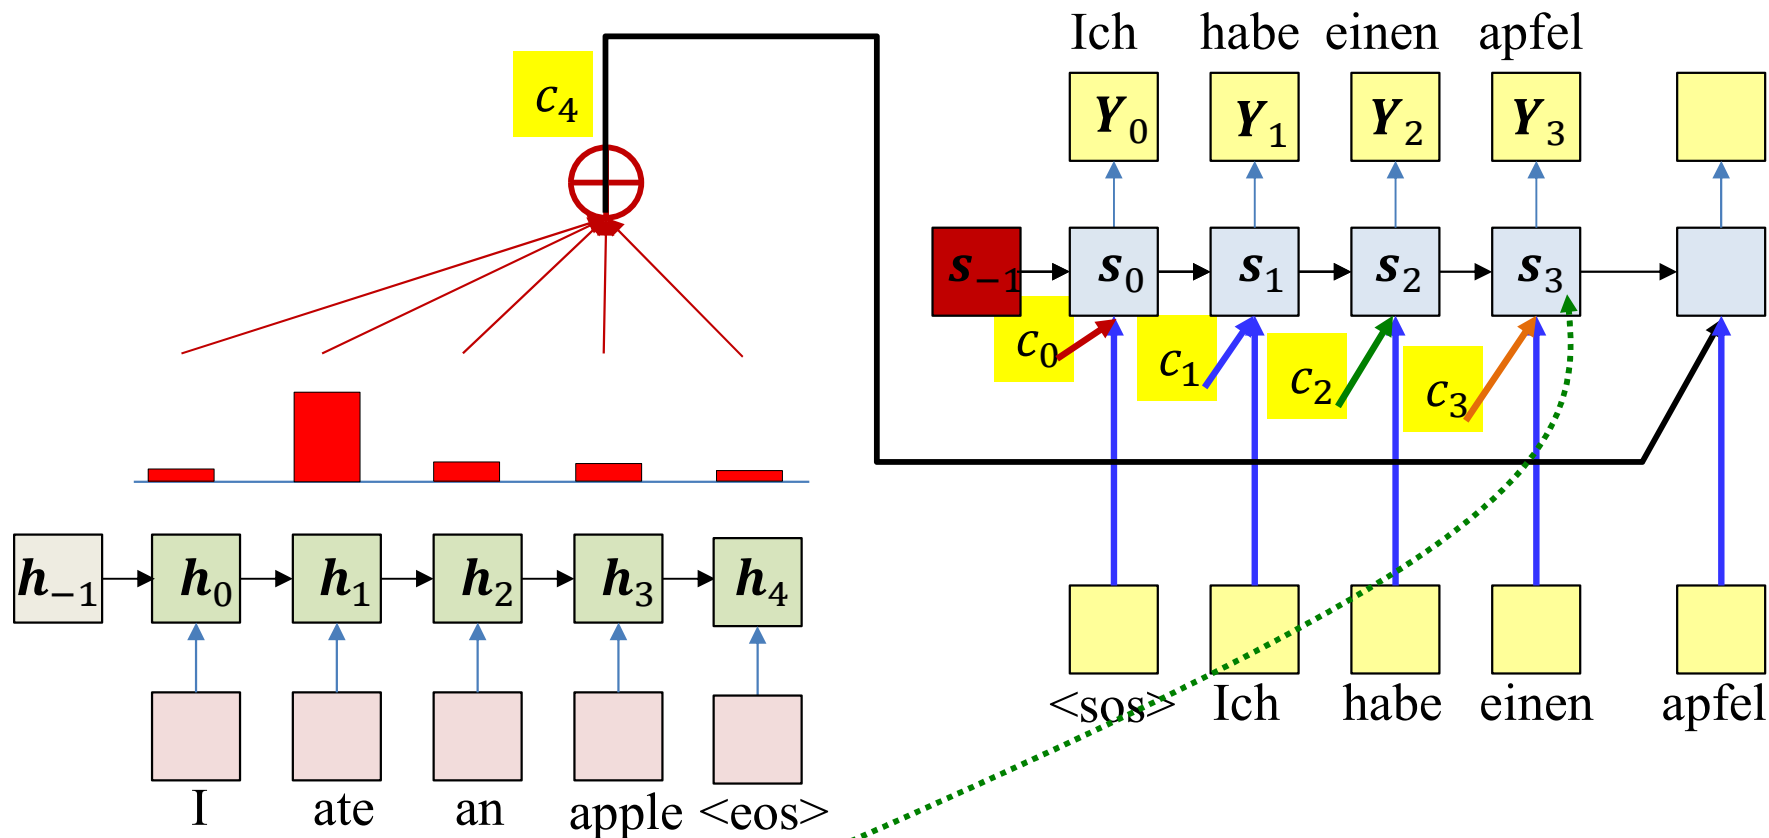 Ich habe einen apfel
c₄
Y₀ Y₁ Y₂ Y₃
s₋₁ s₀ s₁ s₂ s₃
c₀ c₁ c₂ c₃
h₋₁ h₀ h₁ h₂ h₃ h₄
<sos> Ich habe einen apfel
I ate an apple <eos>